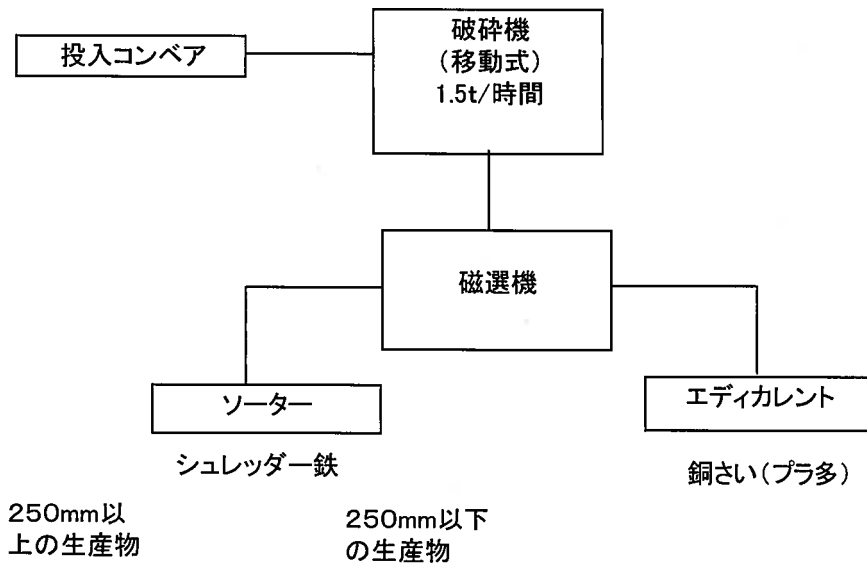 投入コンベア
破砕機
(移動式)
1.5t/時間
磁選機
ソーター
エディカレント
シュレッダー鉄
銅さい(プラ多)
250mm以
上の生産物
250mm以下
の生産物